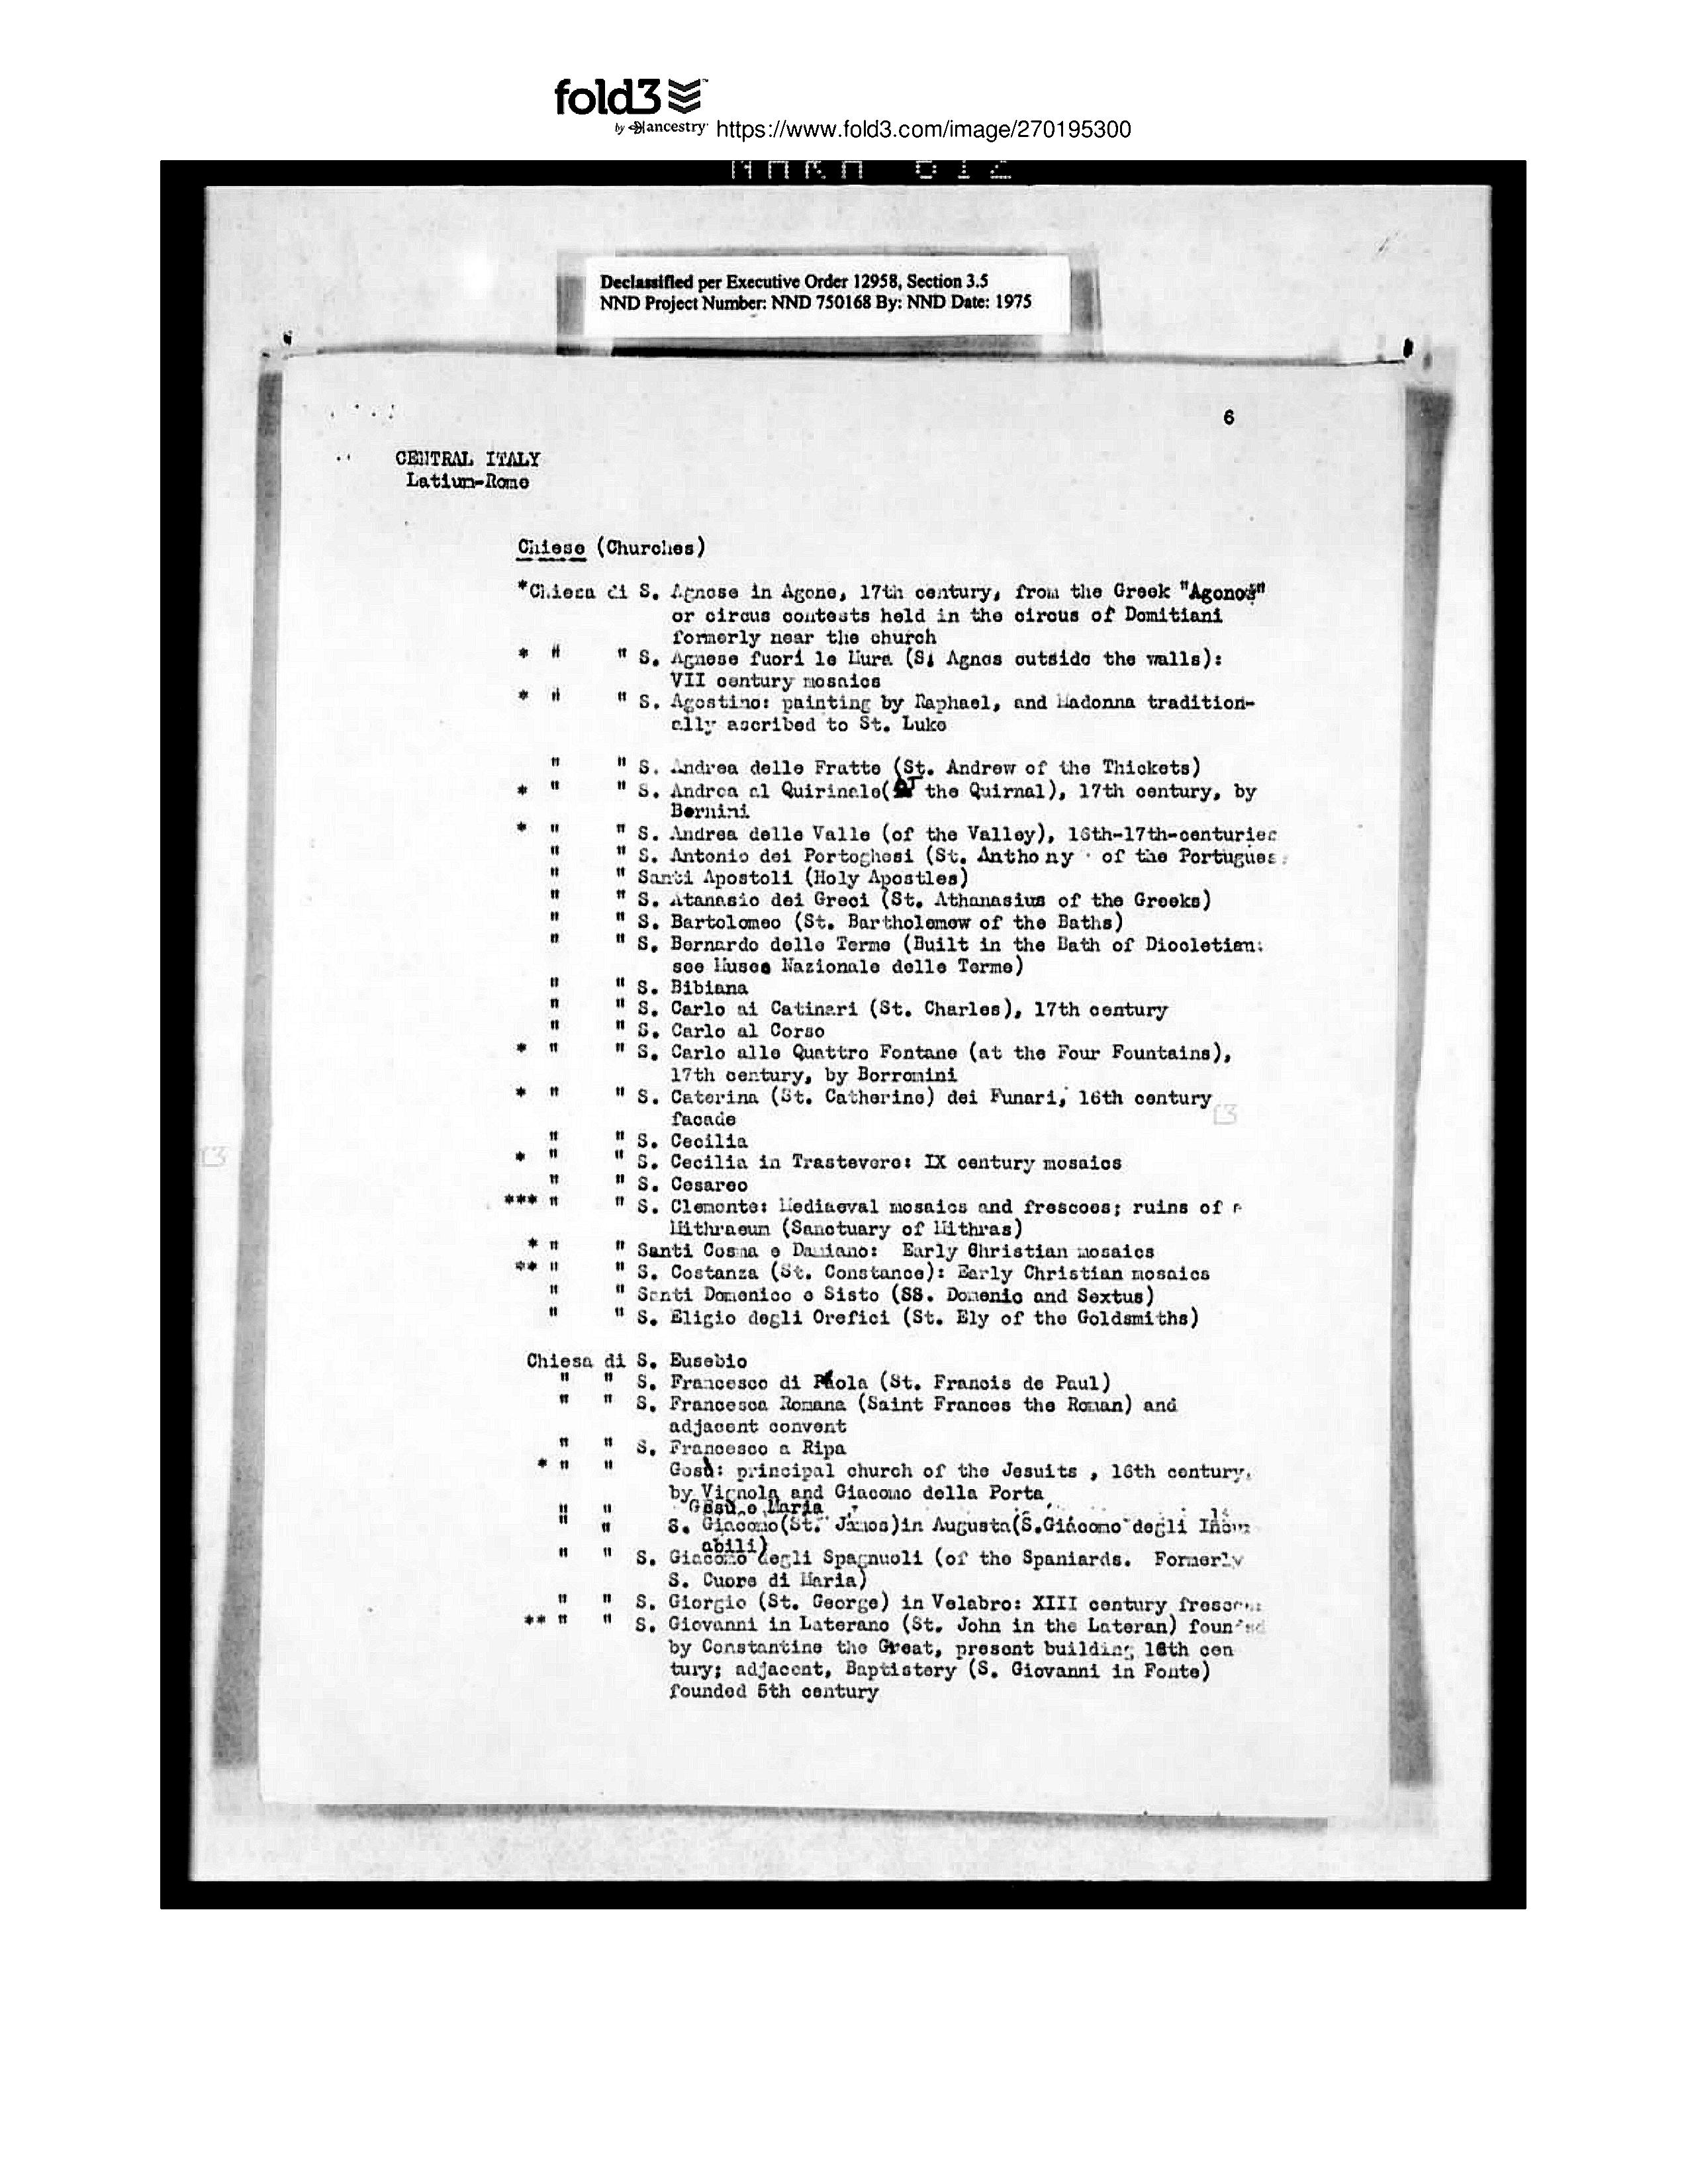 fold3
by ancestry https://www.fold3.com/image/270195300
NARA 612
Declassified per Executive Order 12958, Section 3.5
NND Project Number: NND 750168 By: NND Date: 1975
6
CENTRAL ITALY
Latium-Rome
Chiese (Churches)
*Chiesa di S. Agnese in Agone, 17th century, from the Greek "Agonos"
or circus contests held in the circus of Domitiani
formerly near the church
* " " S. Agnese fuori le Mura (St Agnes outside the walls):
VII century mosaics
* " " S. Agostino: painting by Raphael, and Madonna tradition-
ally ascribed to St. Luke
" " S. Andrea delle Fratte (St. Andrew of the Thickets)
* " " S. Andrea al Quirinale( AT the Quirnal), 17th century, by
Bernini
* " " S. Andrea delle Valle (of the Valley), 16th-17th-centuries
" " S. Antonio dei Portoghesi (St. Anthony of the Portugues
" " Santi Apostoli (Holy Apostles)
" " S. Atanasio dei Greci (St. Athanasius of the Greeks)
" " S. Bartolomeo (St. Bartholemew of the Baths)
" " S. Bernardo delle Terme (Built in the Bath of Diocletian:
see Museo Nazionale delle Terme)
" " S. Bibiana
" " S. Carlo ai Catinari (St. Charles), 17th century
" " S. Carlo al Corso
* " " S. Carlo alle Quattro Fontane (at the Four Fountains),
17th century, by Borromini
* " " S. Caterina (St. Catherine) dei Funari, 16th century
facade
" " S. Cecilia
* " " S. Cecilia in Trastevere: IX century mosaics
" " S. Cesareo
*** " " S. Clemente: Mediaeval mosaics and frescoes; ruins of a
Mithraeum (Sanctuary of Mithras)
* " " Santi Cosma e Damiano: Early Christian mosaics
** " " S. Costanza (St. Constance): Early Christian mosaics
" " Santi Domenico e Sisto (SS. Domenic and Sextus)
" " S. Eligio degli Orefici (St. Ely of the Goldsmiths)
Chiesa di S. Eusebio
" " S. Francesco di Paola (St. Francis de Paul)
" " S. Francesca Romana (Saint Frances the Roman) and
adjacent convent
" " S. Francesco a Ripa
* " " Gesù: principal church of the Jesuits , 16th century,
by Vignola and Giacomo della Porta
" " Gesu e Maria
" " S. Giacomo(St. James)in Augusta(S.Giacomo degli
abili)
" " S. Giacomo degli Spagnuoli (of the Spaniards. Formerly
S. Cuore di Maria)
" " S. Giorgio (St. George) in Velabro: XIII century
** " " S. Giovanni in Laterano (St. John in the Lateran) founded
by Constantine the Great, present building 16th cen
tury; adjacent, Baptistery (S. Giovanni in Fonte)
founded 5th century